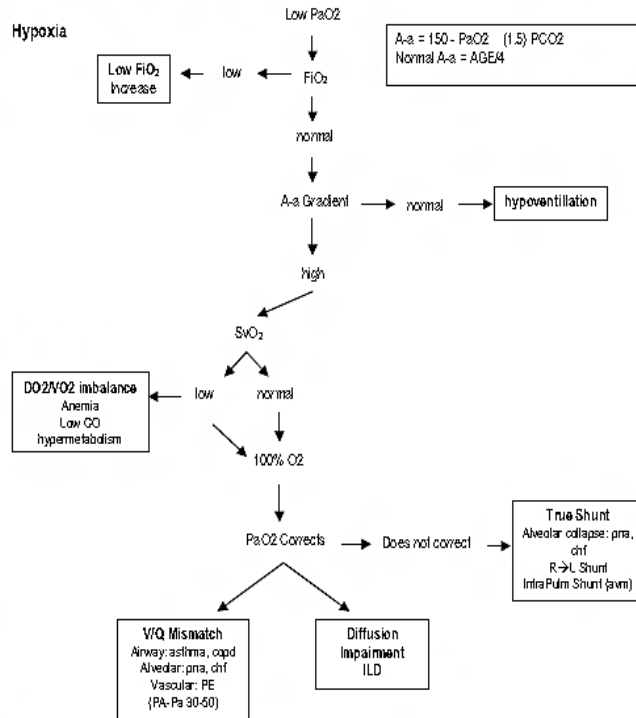 Hypoxia
Low PaO2
A-a = 150 - PaO2 (1.5) PCO2
Normal A-a = AGE/4
Low FiO2
Increase
low
FiO2
normal
A-a Gradient
normal
hypoventillation
high
SvO2
DO2/VO2 imbalance
Anemia
Low CO
hypermetabolism
low
normal
100% O2
PaO2 Corrects
Does not correct
True Shunt
Alveolar collapse: pna,
chf
R→L Shunt
IntraPulm Shunt (avm)
V/Q Mismatch
Airway: asthma, copd
Alveolar: pna, chf
Vascular: PE
(PA-Pa 30-50)
Diffusion
Impairment
ILD